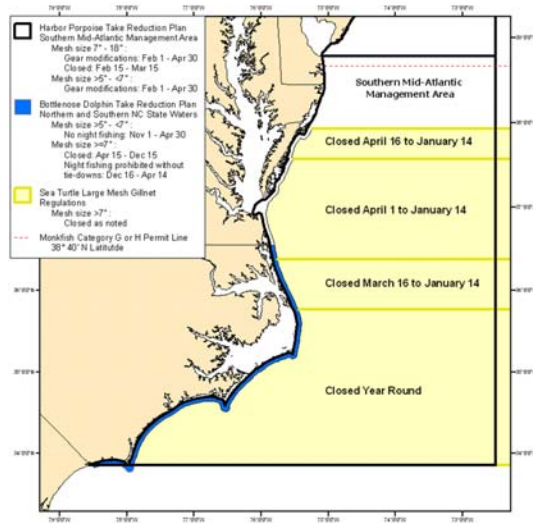 Harbor Porpoise Take Reduction Plan
Southern Mid-Atlantic Management Area
Mesh size 7" - 18" :
Gear modifications: Feb 1 - Apr 30
Closed: Feb 15 - Mar 15
Mesh size >5" - <7" :
Gear modifications: Feb 1 - Apr 30
Bottlenose Dolphin Take Reduction Plan
Northern and Southern NC State Waters
Mesh size >5" - <7" :
No night fishing: Nov 1 - Apr 30
Mesh size >=7" :
Closed: Apr 15 - Dec 15
Night fishing prohibited without
tie-downs: Dec 16 - Apr 14
Sea Turtle Large Mesh Gillnet
Regulations
Mesh size >7" :
Closed as noted
Monkfish Category G or H Permit Line
38° 40' N Latitutde
Southern Mid-Atlantic
Management Area
Closed April 16 to January 14
Closed April 1 to January 14
Closed March 16 to January 14
Closed Year Round